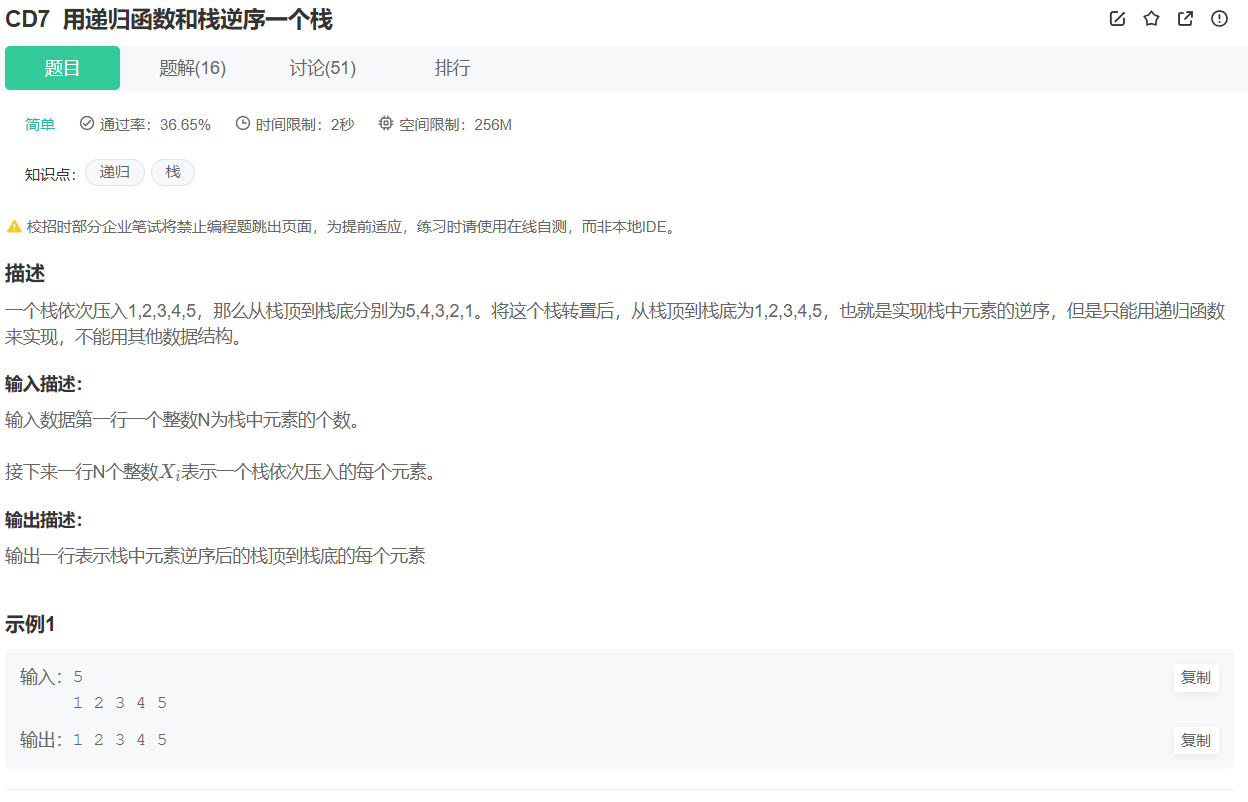 CD7 用递归函数和栈逆序一个栈
题目 题解(16) 讨论(51) 排行
简单 通过率：36.65% 时间限制：2秒 空间限制：256M
知识点： 递归 栈
校招时部分企业笔试将禁止编程题跳出页面，为提前适应，练习时请使用在线自测，而非本地IDE。
描述
一个栈依次压入1,2,3,4,5，那么从栈顶到栈底分别为5,4,3,2,1。将这个栈转置后，从栈顶到栈底为1,2,3,4,5，也就是实现栈中元素的逆序，但是只能用递归函数
来实现，不能用其他数据结构。
输入描述：
输入数据第一行一个整数N为栈中元素的个数。
接下来一行N个整数Xi表示一个栈依次压入的每个元素。
输出描述：
输出一行表示栈中元素逆序后的栈顶到栈底的每个元素
示例1
输入：5 复制
1 2 3 4 5
输出：1 2 3 4 5 复制